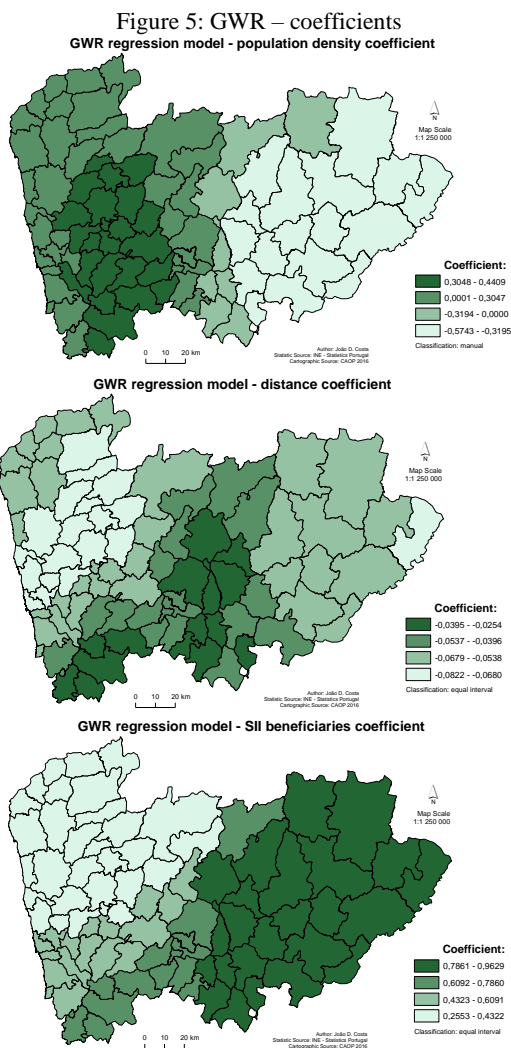 Figure 5: GWR – coefficients
GWR regression model - population density coefficient
N
Map Scale
1:1 250 000
Coefficient:
0,3048 - 0,4409
0,0001 - 0,3047
-0,3194 - 0,0000
-0,5743 - -0,3195
Classification: manual
0 10 20 km
Author: João D. Costa
Statistic Source: INE - Statistics Portugal
Cartographic Source: CAOP 2016
GWR regression model - distance coefficient
N
Map Scale
1:1 250 000
Coefficient:
-0,0395 - -0,0254
-0,0537 - -0,0396
-0,0679 - -0,0538
-0,0822 - -0,0680
Classification: equal interval
0 10 20 km
Author: João D. Costa
Statistic Source: INE - Statistics Portugal
Cartographic Source: CAOP 2016
GWR regression model - SII beneficiaries coefficient
N
Map Scale
1:1 250 000
Coefficient:
0,7861 - 0,9629
0,6092 - 0,7860
0,4323 - 0,6091
0,2553 - 0,4322
Classification: equal interval
0 10 20 km
Author: João D. Costa
Statistic Source: INE - Statistics Portugal
Cartographic Source: CAOP 2016